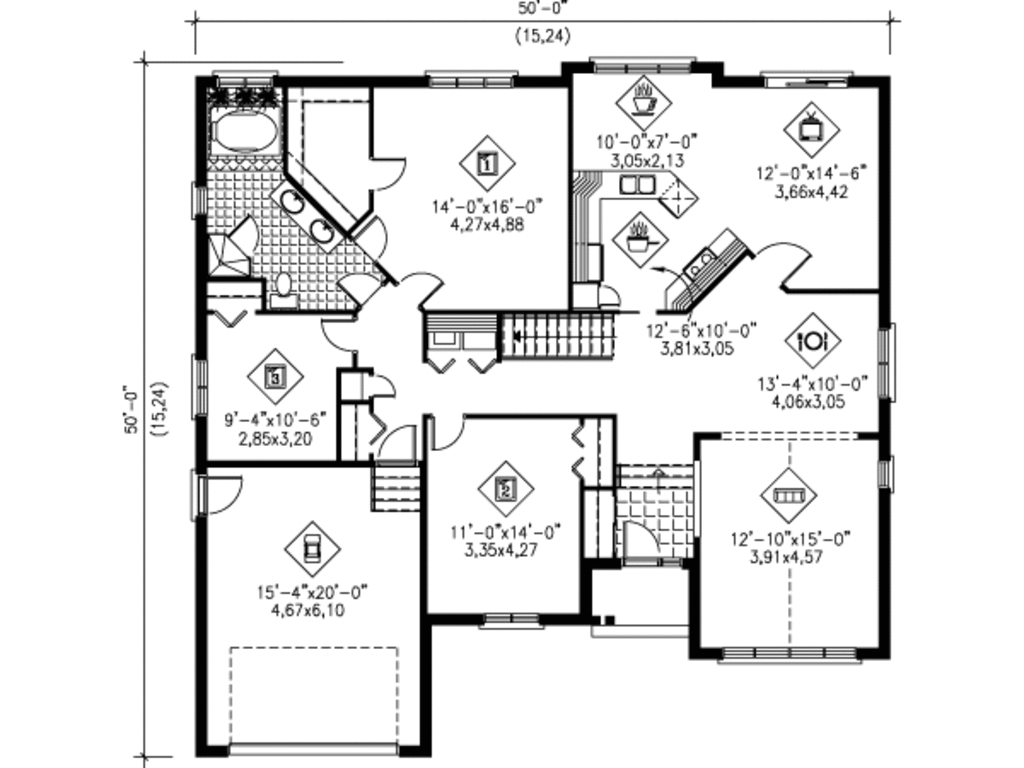 50'-0"
(15,24)
10'-0"x7'-0"
3,05x2,13
12'-0"x14'-6"
3,66x4,42
1
14'-0"x16'-0"
4,27x4,88
12'-6"x10'-0"
3,81x3,05
13'-4"x10'-0"
4,06x3,05
3
9'-4"x10'-6"
2,85x3,20
50'-0"
(15,24)
2
11'-0"x14'-0"
3,35x4,27
12'-10"x15'-0"
3,91x4,57
15'-4"x20'-0"
4,67x6,10